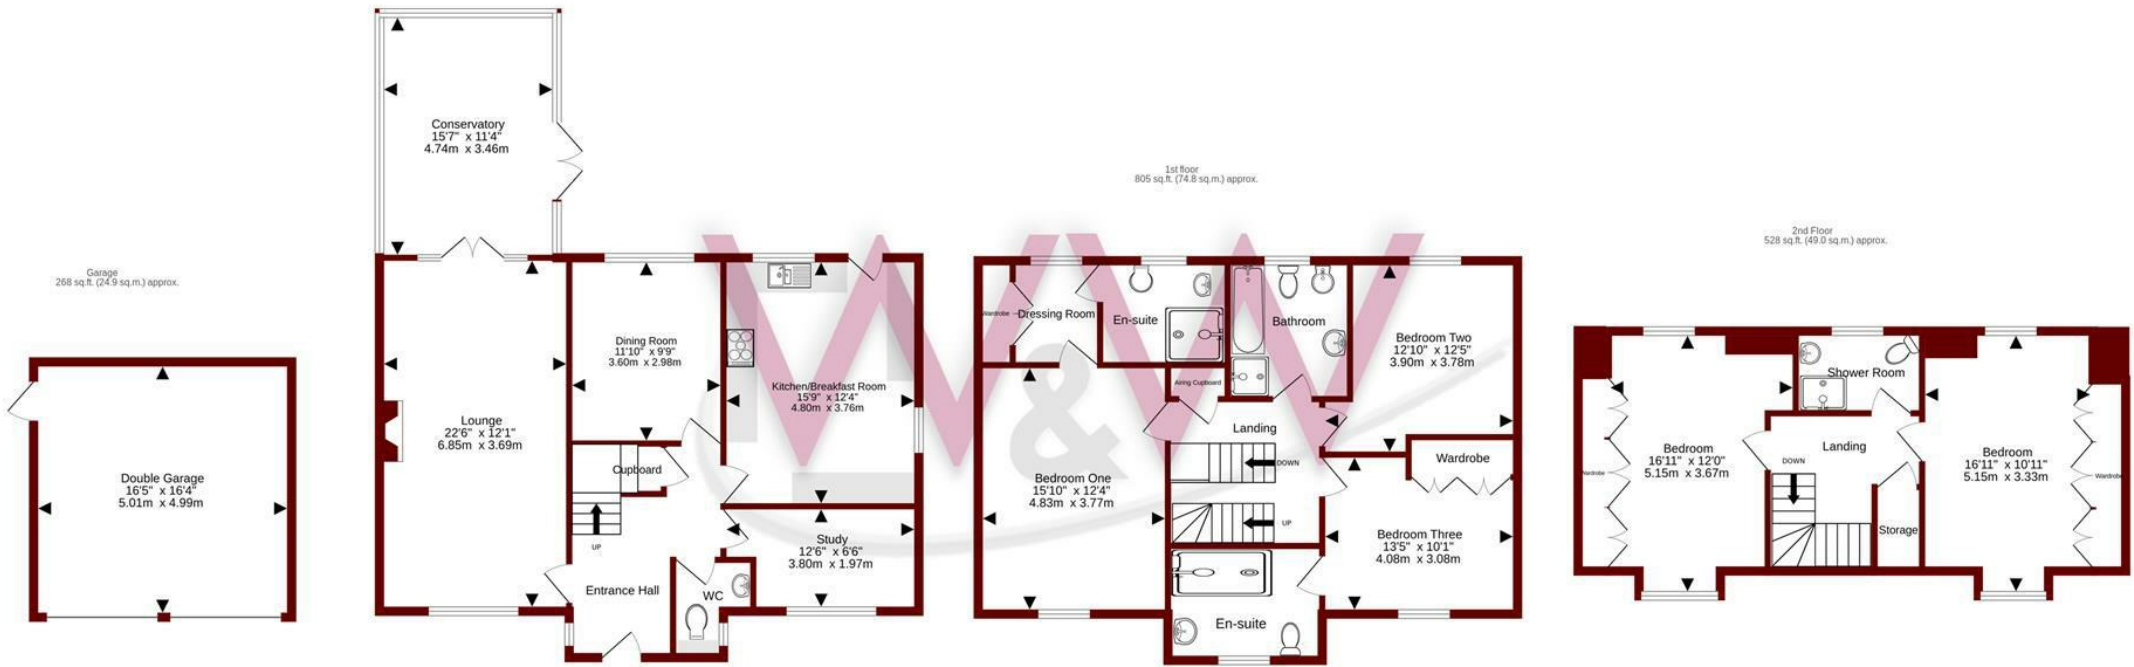 Garage
268 sq.ft. (24.9 sq.m.) approx.
Double Garage
16'5" x 16'4"
5.01m x 4.99m
Conservatory
15'7" x 11'4"
4.74m x 3.46m
Lounge
22'6" x 12'1"
6.85m x 3.69m
Dining Room
11'10" x 9'9"
3.60m x 2.98m
Kitchen/Breakfast Room
15'9" x 12'4"
4.80m x 3.76m
Cupboard
UP
Study
12'6" x 6'6"
3.80m x 1.97m
Entrance Hall
WC
W&W
1st floor
805 sq.ft. (74.8 sq.m.) approx.
Wardrobe
Dressing Room
En-suite
Bathroom
Bedroom Two
12'10" x 12'5"
3.90m x 3.78m
Airing Cupboard
Landing
DOWN
UP
Wardrobe
Bedroom One
15'10" x 12'4"
4.83m x 3.77m
Bedroom Three
13'5" x 10'1"
4.08m x 3.08m
En-suite
2nd Floor
528 sq.ft. (49.0 sq.m.) approx.
Shower Room
Bedroom
16'11" x 12'0"
5.15m x 3.67m
Wardrobe
Landing
DOWN
Storage
Bedroom
16'11" x 10'11"
5.15m x 3.33m
Wardrobe
&